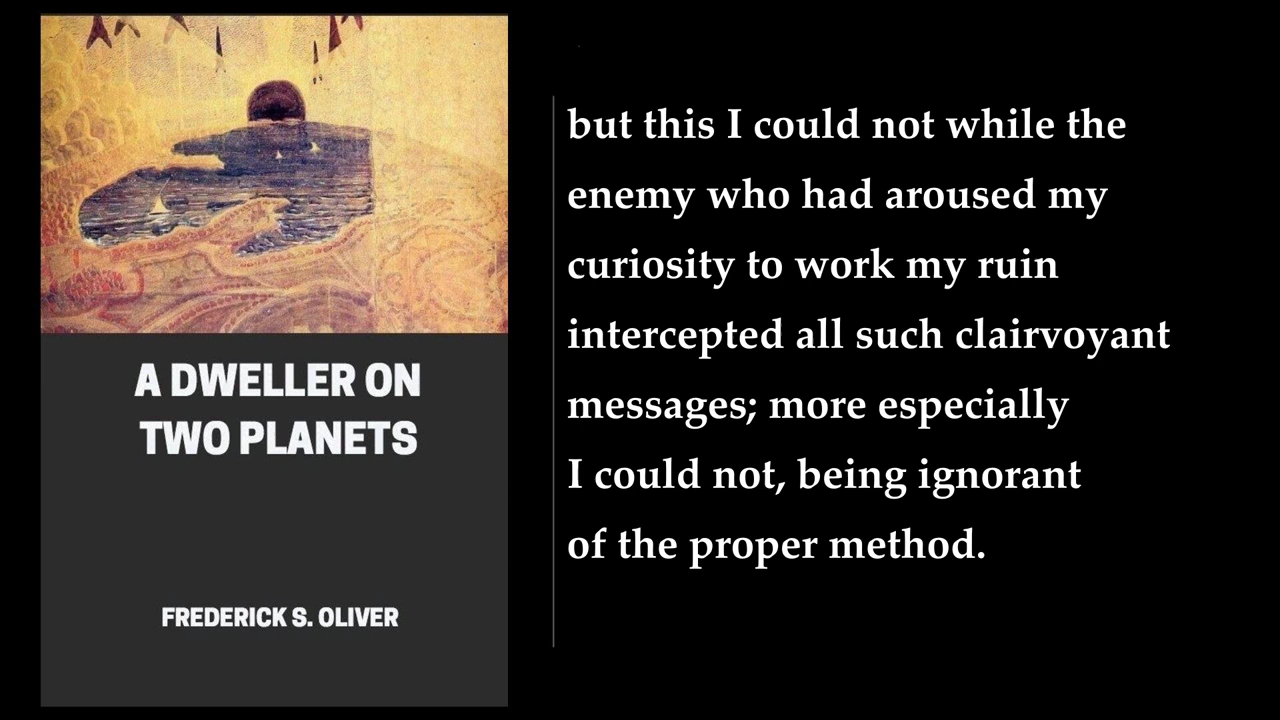 A DWELLER ON
TWO PLANETS
FREDERICK S. OLIVER
but this I could not while the
enemy who had aroused my
curiosity to work my ruin
intercepted all such clairvoyant
messages; more especially
I could not, being ignorant
of the proper method.